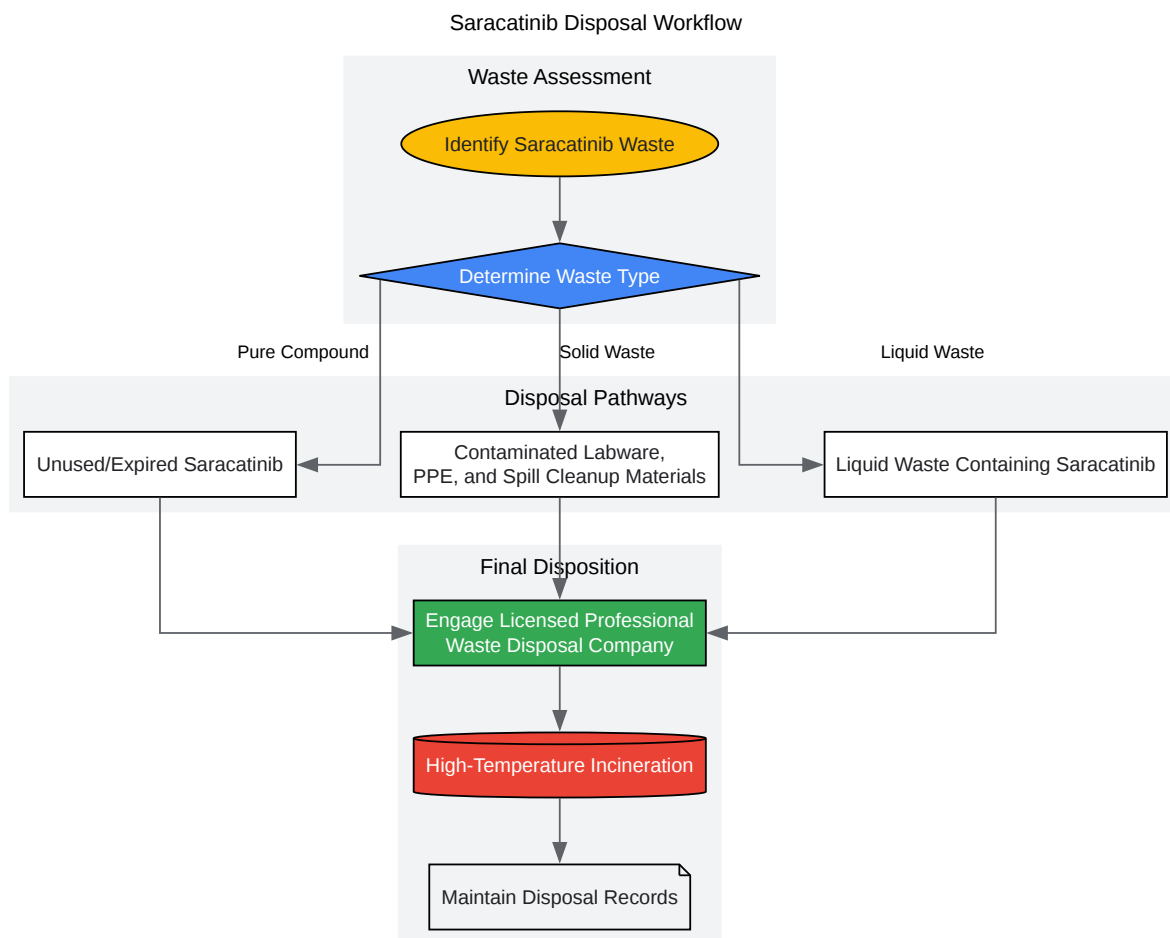 Saracatinib Disposal Workflow
Waste Assessment
Identify Saracatinib Waste
Determine Waste Type
Pure Compound
Solid Waste
Liquid Waste
Disposal Pathways
Unused/Expired Saracatinib
Contaminated Labware,
PPE, and Spill Cleanup Materials
Liquid Waste Containing Saracatinib
Final Disposition
Engage Licensed Professional
Waste Disposal Company
High-Temperature Incineration
Maintain Disposal Records